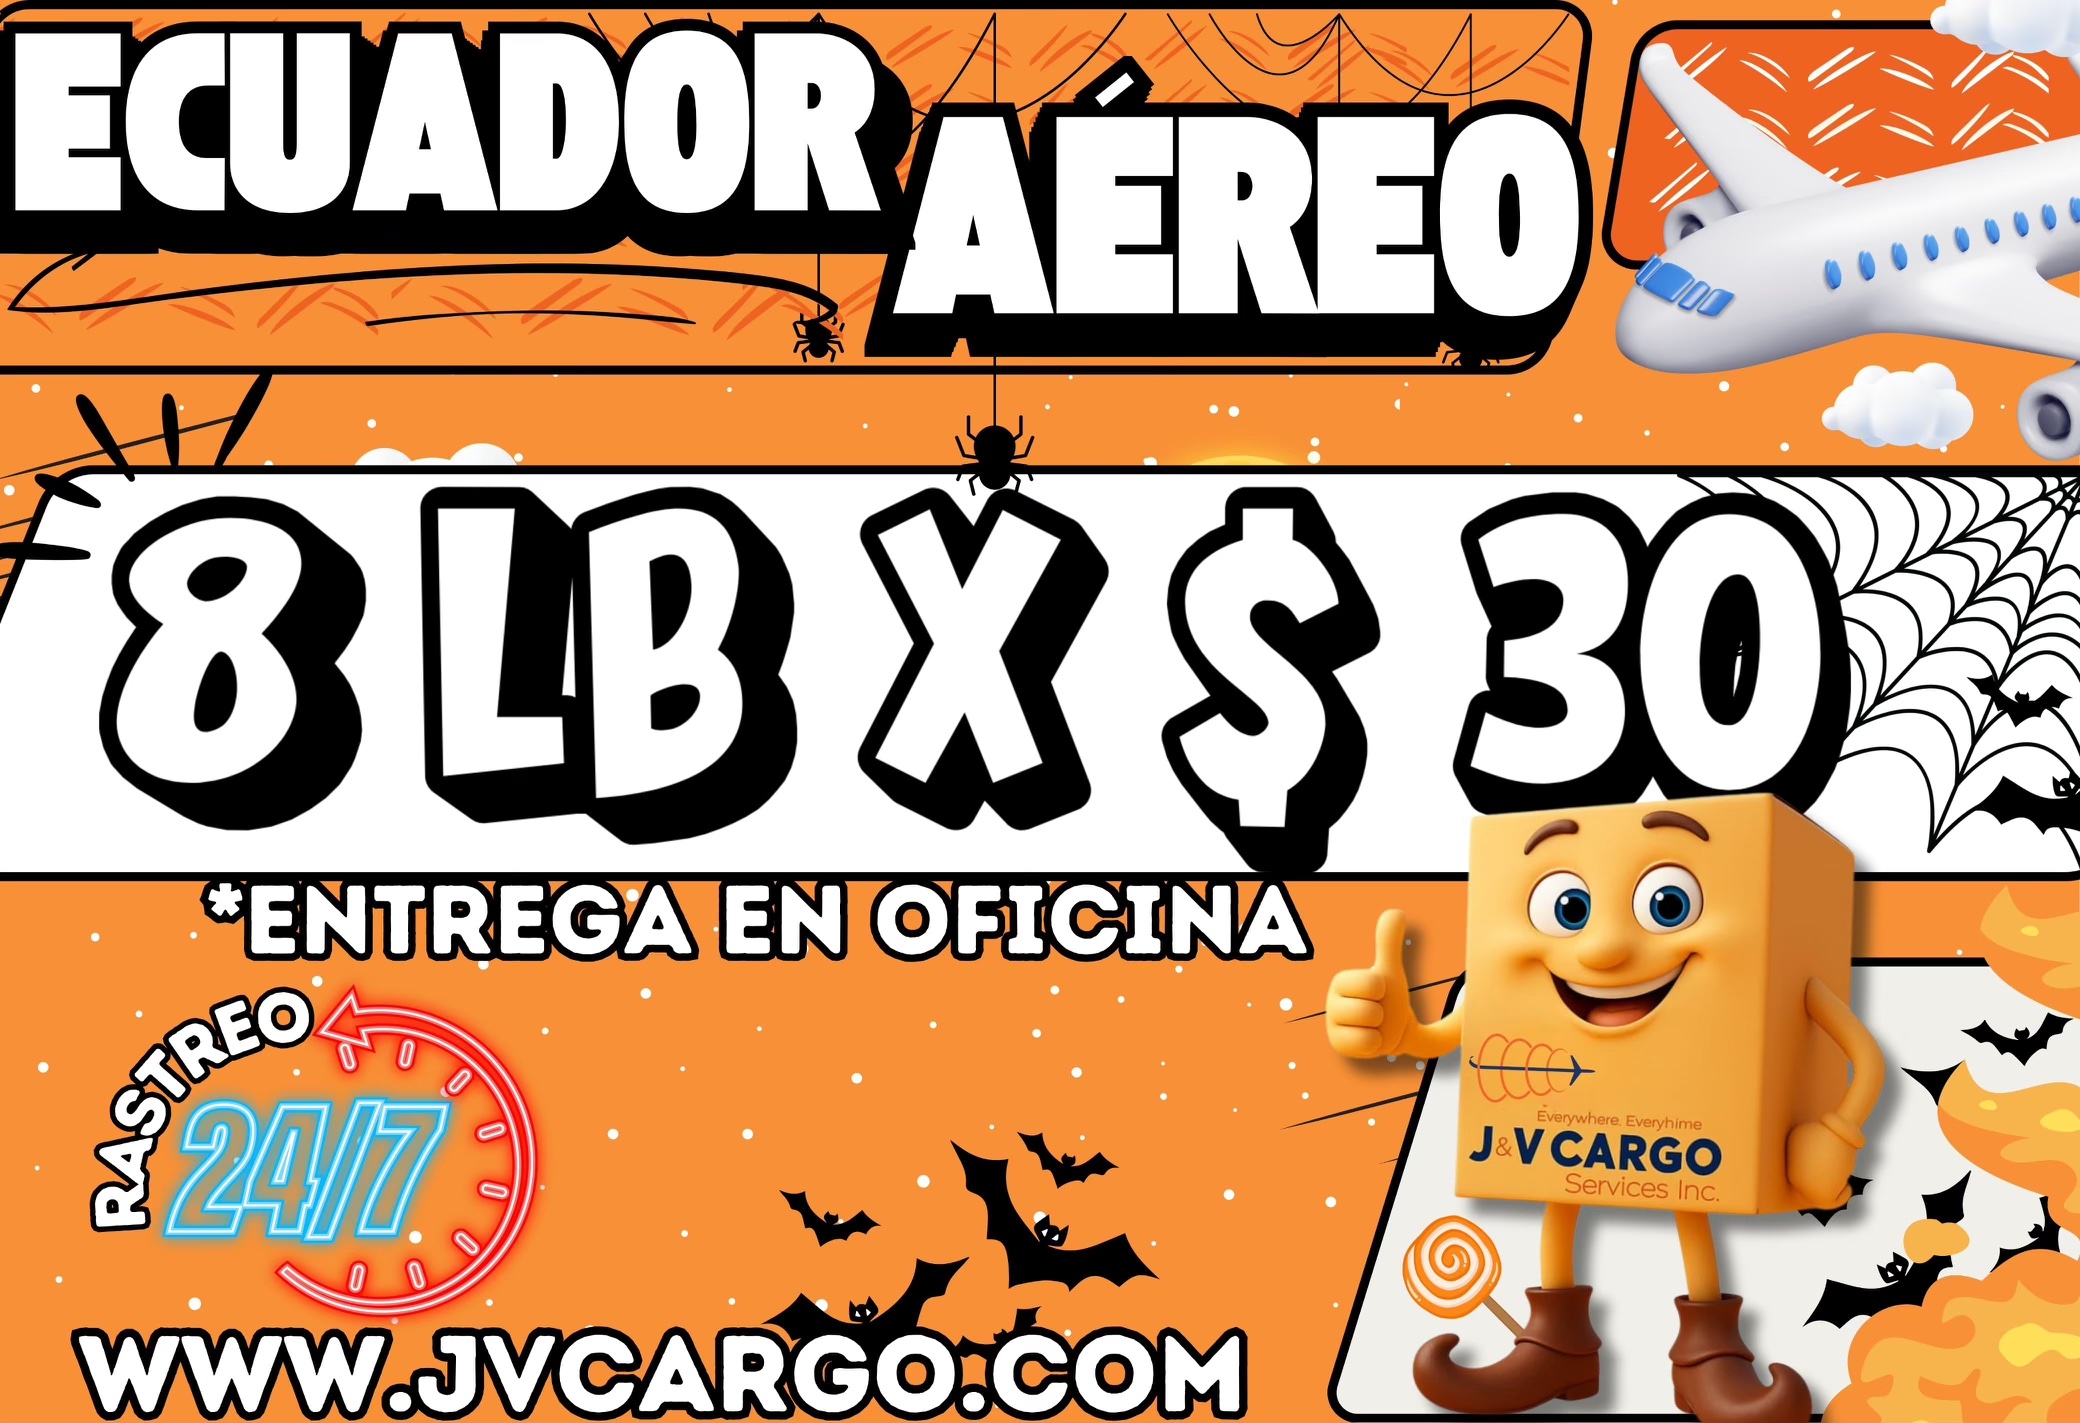 ECUADOR
AÉREO
8 LB X $ 30
*ENTREGA EN OFICINA
RASTREO
24/7
Everywhere. Everyhime
J&V CARGO
Services Inc.
WWW.JVCARGO.COM